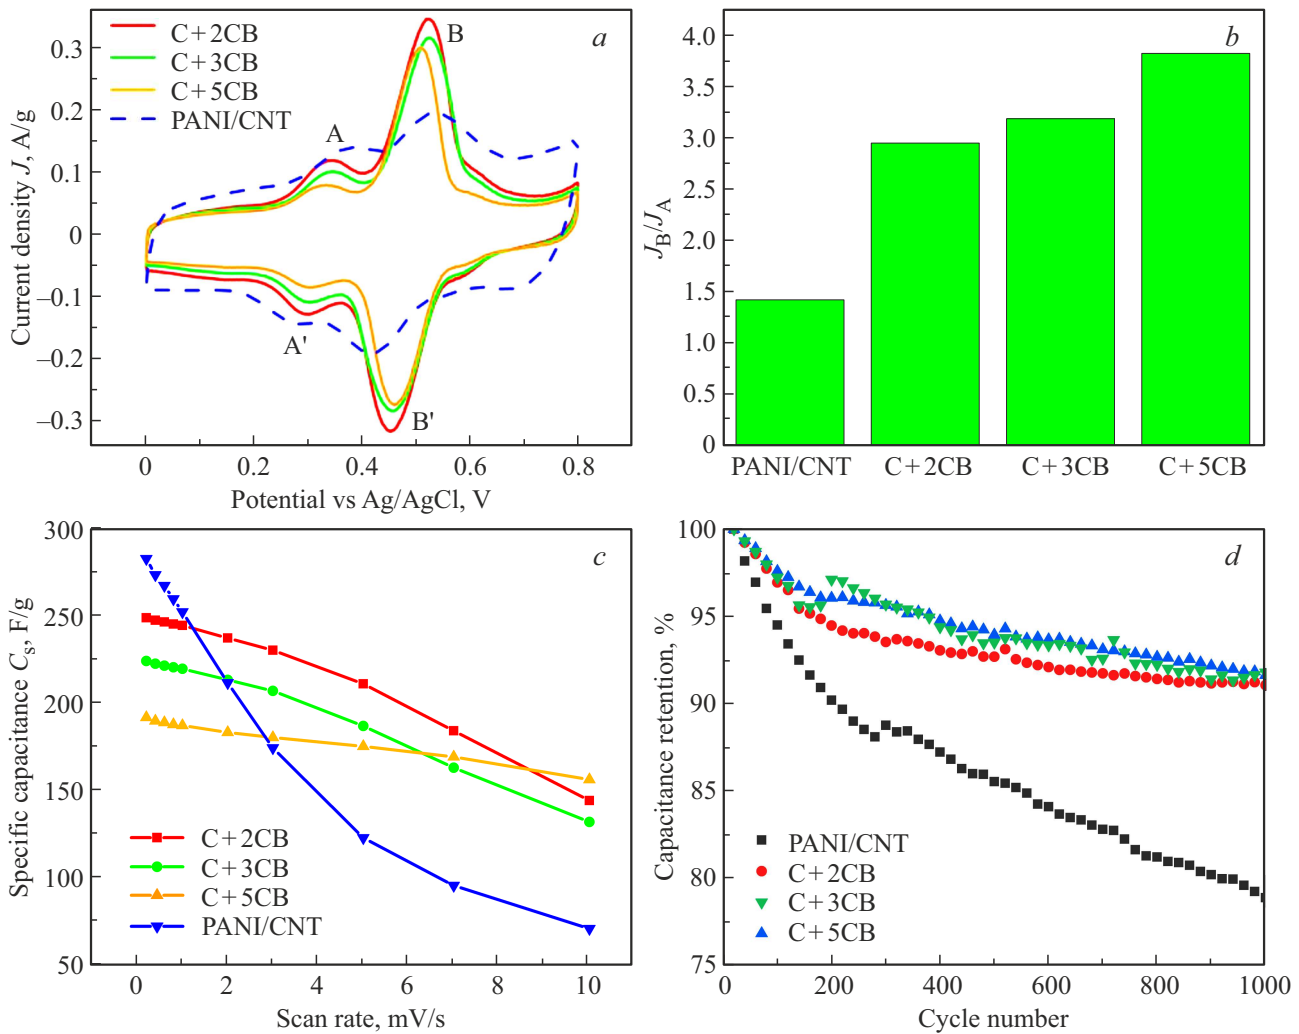 a
C+2CB
C+3CB
C+5CB
PANI/CNT
A
B
A'
B'
Current density J, A/g
0.3
0.2
0.1
0
–0.1
–0.2
–0.3
0 0.2 0.4 0.6 0.8
Potential vs Ag/AgCl, V
b
J_B/J_A
4.0
3.5
3.0
2.5
2.0
1.5
1.0
0.5
0
PANI/CNT C+2CB C+3CB C+5CB
c
Specific capacitance C_s, F/g
300
250
200
150
100
50
C+2CB
C+3CB
C+5CB
PANI/CNT
0 2 4 6 8 10
Scan rate, mV/s
d
Capacitance retention, %
100
95
90
85
80
75
PANI/CNT
C+2CB
C+3CB
C+5CB
0 200 400 600 800 1000
Cycle number